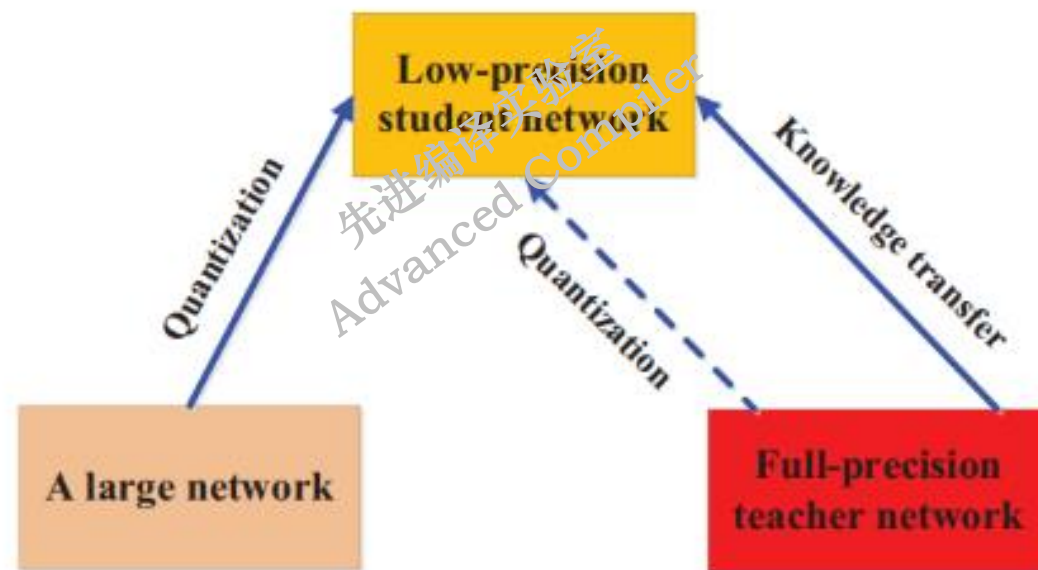 Low-precision
student network
先进编译实验室
Advanced Compiler
Quantization
Quantization
Knowledge transfer
A large network
Full-precision
teacher network